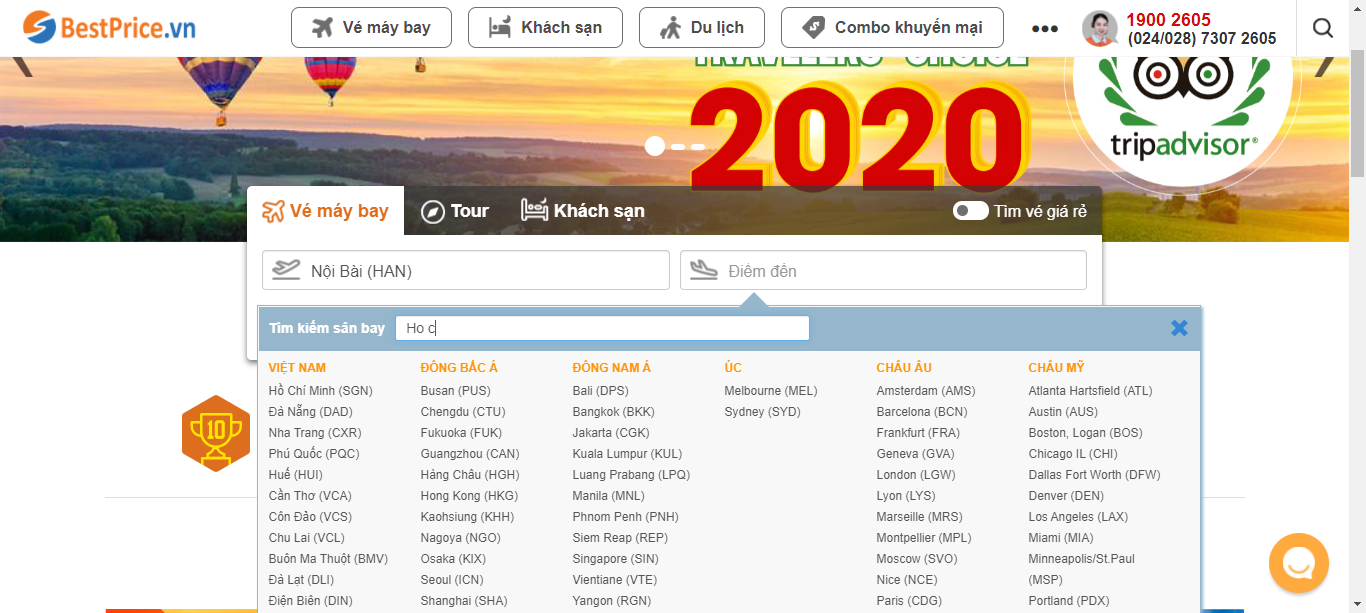 BestPrice.vn
Vé máy bay
Khách sạn
Du lịch
Combo khuyến mại
1900 2605
(024/028) 7307 2605
TRAVELLERS' CHOICE
2020
tripadvisor®
Vé máy bay
Tour
Khách sạn
Tìm vé giá rẻ
Nội Bài (HAN)
Điểm đến
Tìm kiếm sân bay
Ho c
10
VIỆT NAM
Hồ Chí Minh (SGN)
Đà Nẵng (DAD)
Nha Trang (CXR)
Phú Quốc (PQC)
Huế (HUI)
Cần Thơ (VCA)
Côn Đảo (VCS)
Chu Lai (VCL)
Buôn Ma Thuột (BMV)
Đà Lạt (DLI)
Điện Biên (DIN)
ĐÔNG BẮC Á
Busan (PUS)
Chengdu (CTU)
Fukuoka (FUK)
Guangzhou (CAN)
Hàng Châu (HGH)
Hong Kong (HKG)
Kaohsiung (KHH)
Nagoya (NGO)
Osaka (KIX)
Seoul (ICN)
Shanghai (SHA)
ĐÔNG NAM Á
Bali (DPS)
Bangkok (BKK)
Jakarta (CGK)
Kuala Lumpur (KUL)
Luang Prabang (LPQ)
Manila (MNL)
Phnom Penh (PNH)
Siem Reap (REP)
Singapore (SIN)
Vientiane (VTE)
Yangon (RGN)
ÚC
Melbourne (MEL)
Sydney (SYD)
CHÂU ÂU
Amsterdam (AMS)
Barcelona (BCN)
Frankfurt (FRA)
Geneva (GVA)
London (LGW)
Lyon (LYS)
Marseille (MRS)
Montpellier (MPL)
Moscow (SVO)
Nice (NCE)
Paris (CDG)
CHÂU MỸ
Atlanta Hartsfield (ATL)
Austin (AUS)
Boston, Logan (BOS)
Chicago IL (CHI)
Dallas Fort Worth (DFW)
Denver (DEN)
Los Angeles (LAX)
Miami (MIA)
Minneapolis/St.Paul
(MSP)
Portland (PDX)